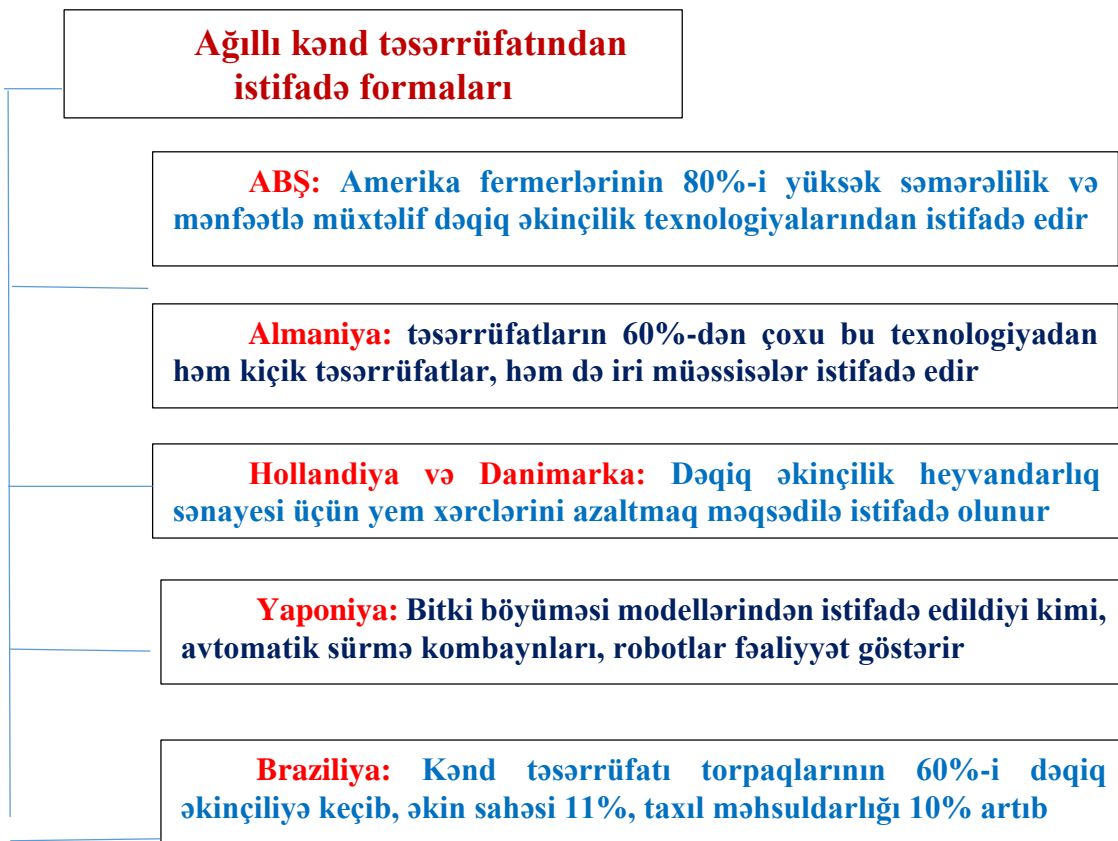 Ağıllı kənd təsərrüfatından
istifadə formaları
ABŞ: Amerika fermerlərinin 80%-i yüksək səmərəlilik və
mənfəətlə müxtəlif dəqiq əkinçilik texnologiyalarından istifadə edir
Almaniya: təsərrüfatların 60%-dən çoxu bu texnologiyadan
həm kiçik təsərrüfatlar, həm də iri müəssisələr istifadə edir
Hollandiya və Danimarka: Dəqiq əkinçilik heyvandarlıq
sənayesi üçün yem xərclərini azaltmaq məqsədilə istifadə olunur
Yaponiya: Bitki böyüməsi modellərindən istifadə edildiyi kimi,
avtomatik sürmə kombaynları, robotlar fəaliyyət göstərir
Braziliya: Kənd təsərrüfatı torpaqlarının 60%-i dəqiq
əkinçiliyə keçib, əkin sahəsi 11%, taxıl məhsuldarlığı 10% artıb